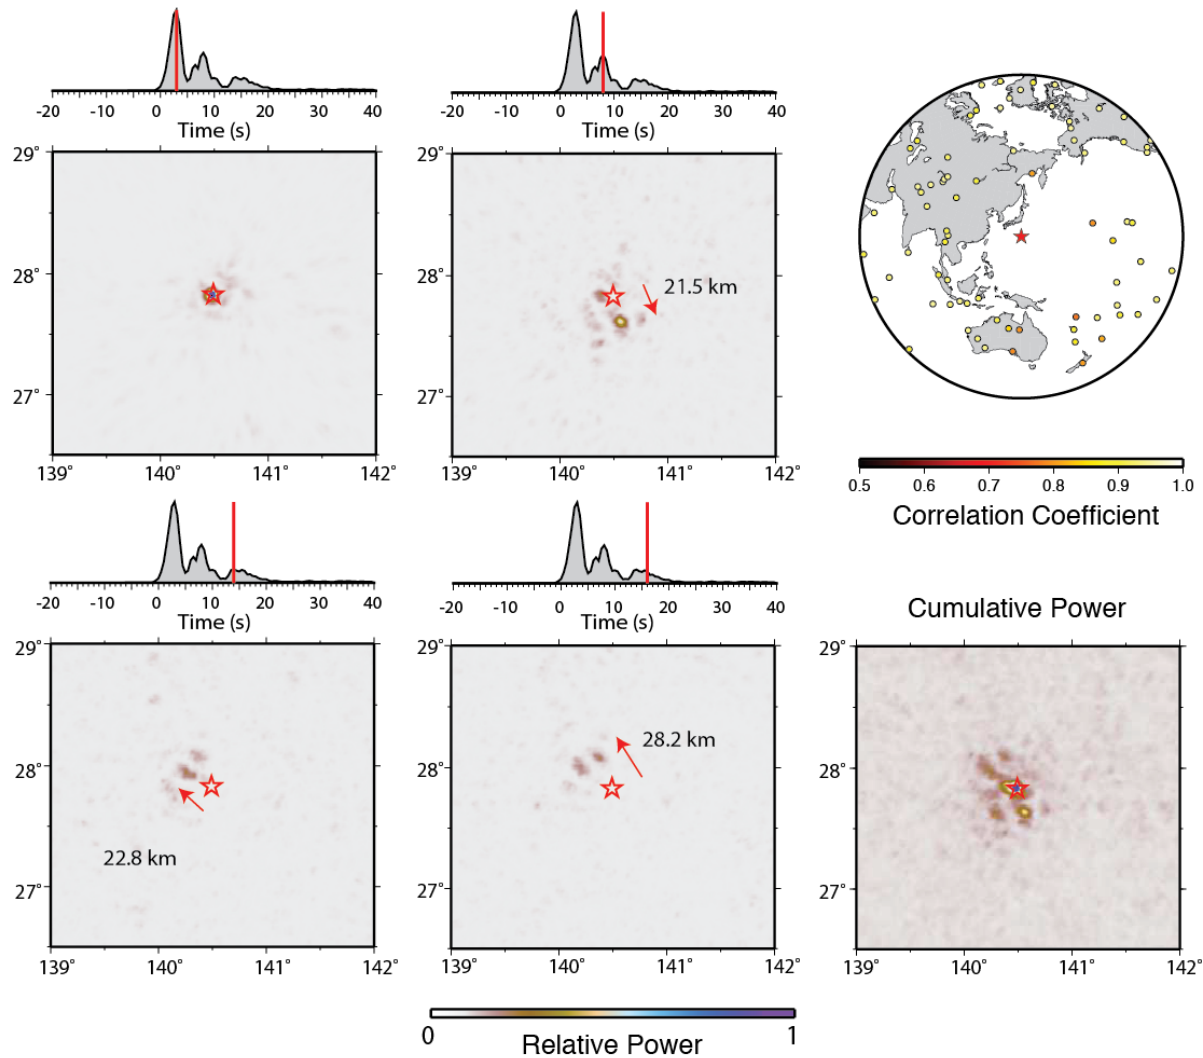 -20 -10 0 10 20 30 40
Time (s)
29°
28°
27°
139° 140° 141° 142°
-20 -10 0 10 20 30 40
Time (s)
29°
28°
27°
21.5 km
139° 140° 141° 142°
0.5 0.6 0.7 0.8 0.9 1.0
Correlation Coefficient
-20 -10 0 10 20 30 40
Time (s)
29°
28°
27°
22.8 km
139° 140° 141° 142°
-20 -10 0 10 20 30 40
Time (s)
29°
28°
27°
28.2 km
139° 140° 141° 142°
Cumulative Power
29°
28°
27°
139° 140° 141° 142°
0 1
Relative Power